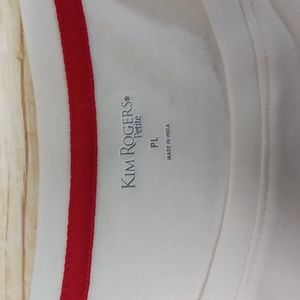 KIM ROGERS®
Petite
PL
MADE IN INDIA